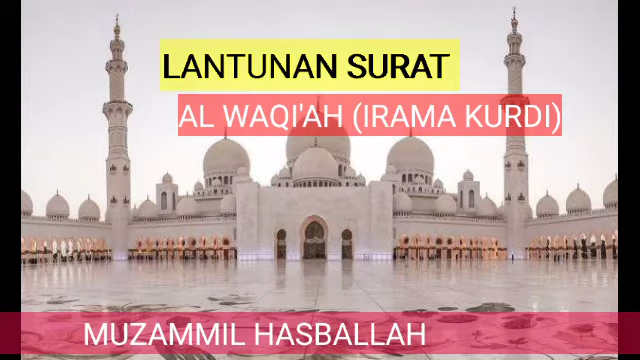 LANTUNAN SURAT
AL WAQI'AH (IRAMA KURDI)
MUZAMMIL HASBALLAH